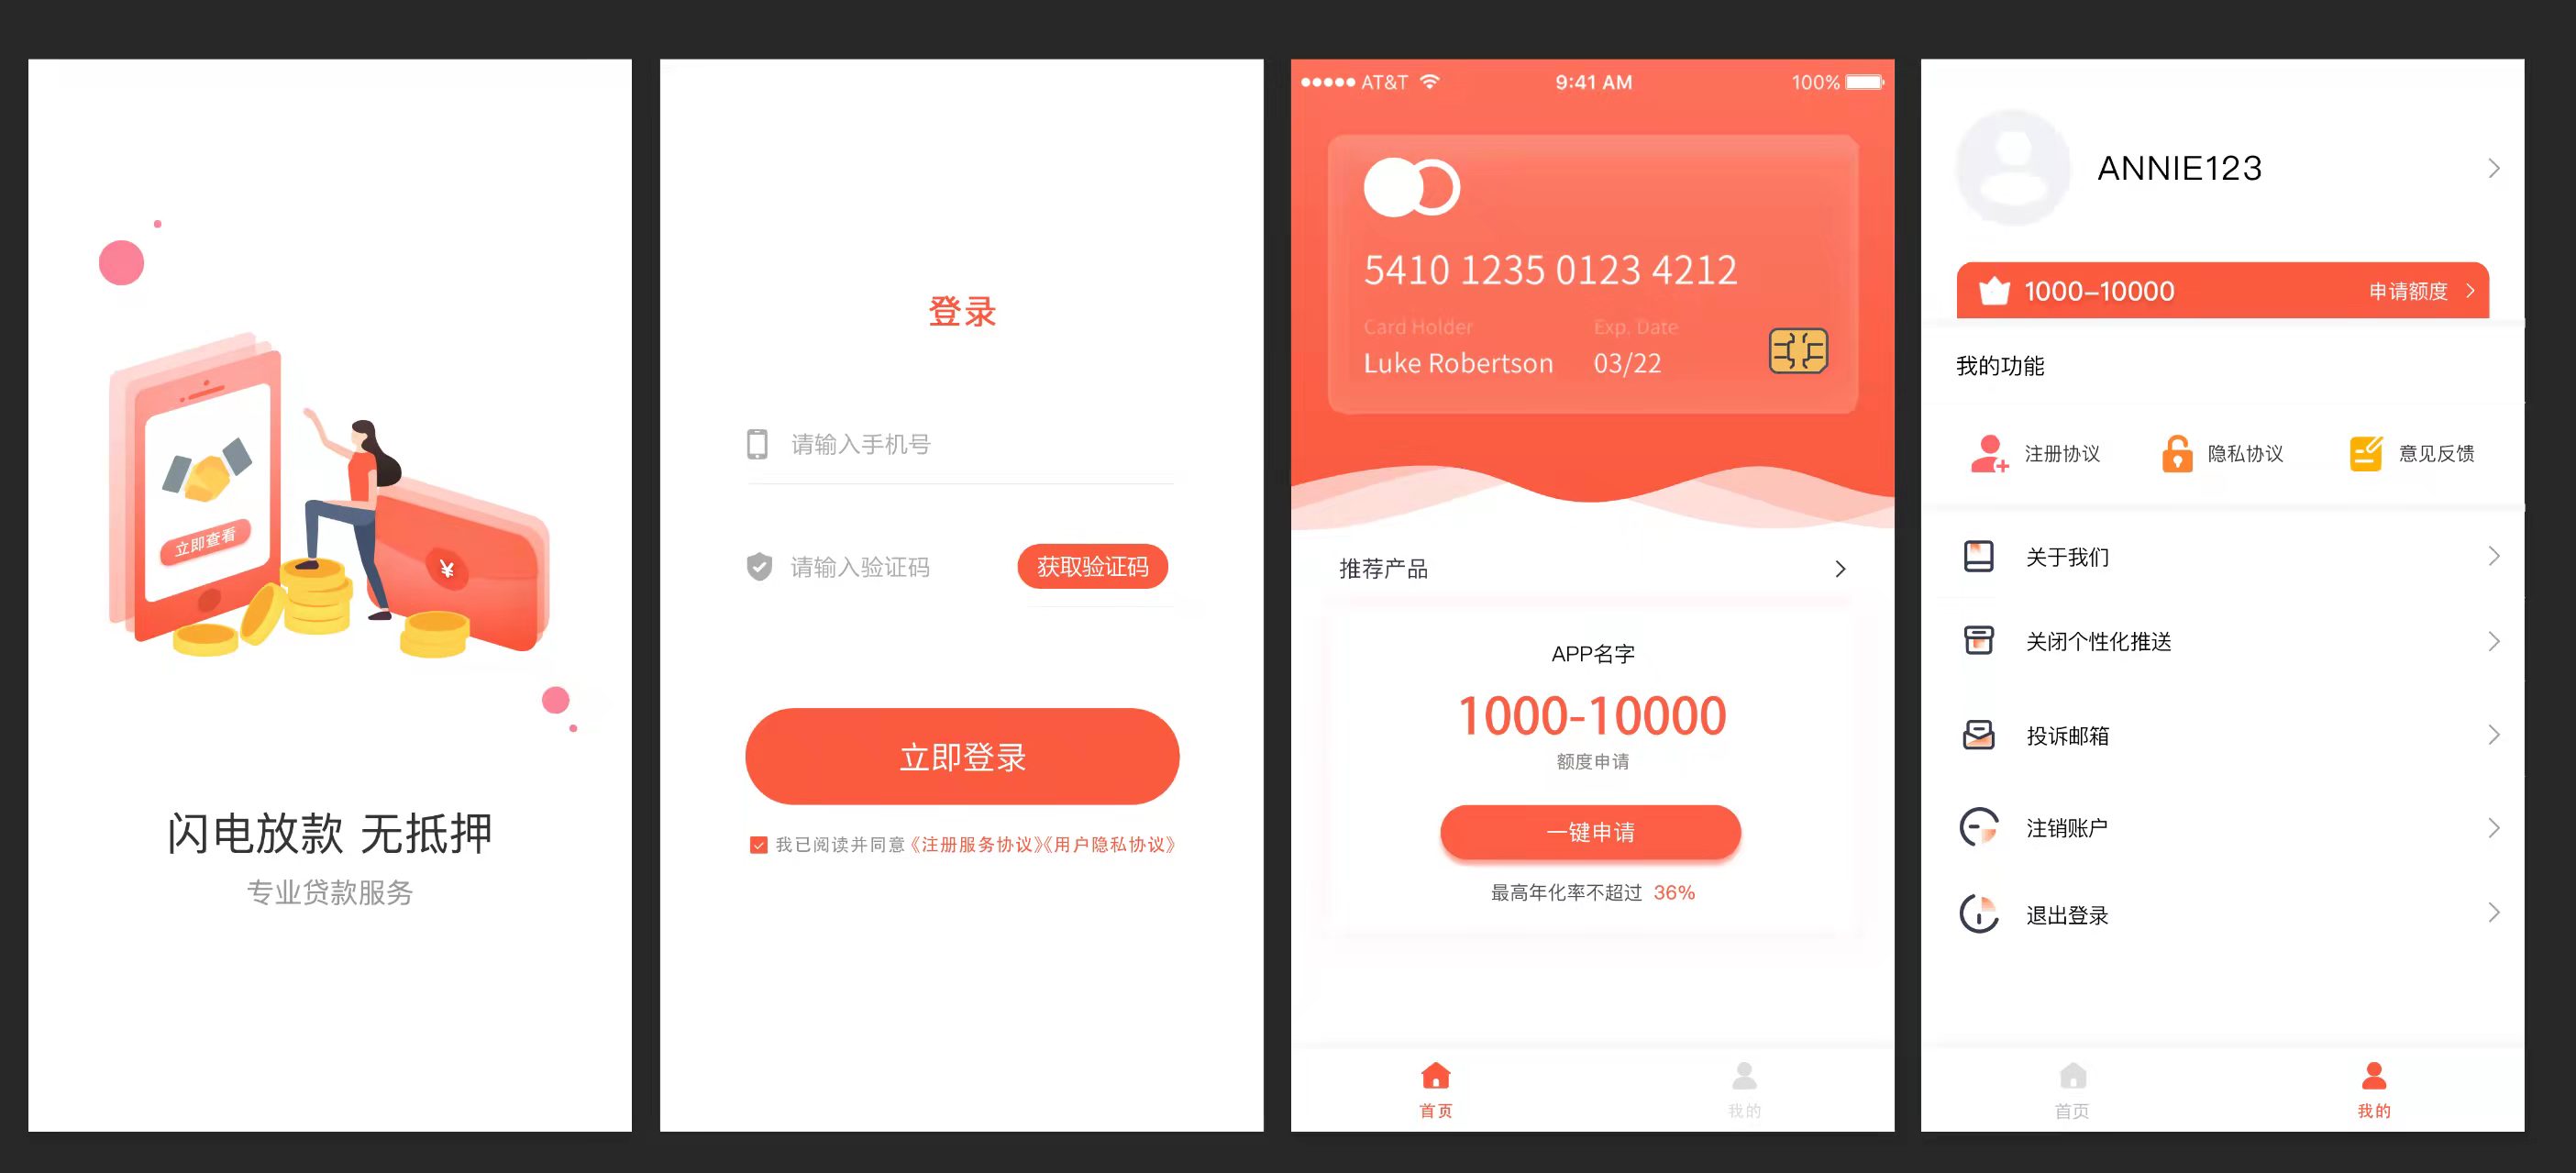 立即查看
¥
闪电放款 无抵押
专业贷款服务
登录
请输入手机号
请输入验证码
获取验证码
立即登录
我已阅读并同意《注册服务协议》《用户隐私协议》
AT&T
9:41 AM
100%
5410 1235 0123 4212
Card Holder
Exp. Date
Luke Robertson
03/22
推荐产品
APP名字
1000-10000
额度申请
一键申请
最高年化率不超过 36%
首页
我的
ANNIE123
1000-10000
申请额度
我的功能
注册协议
隐私协议
意见反馈
关于我们
关闭个性化推送
投诉邮箱
注销账户
退出登录
首页
我的